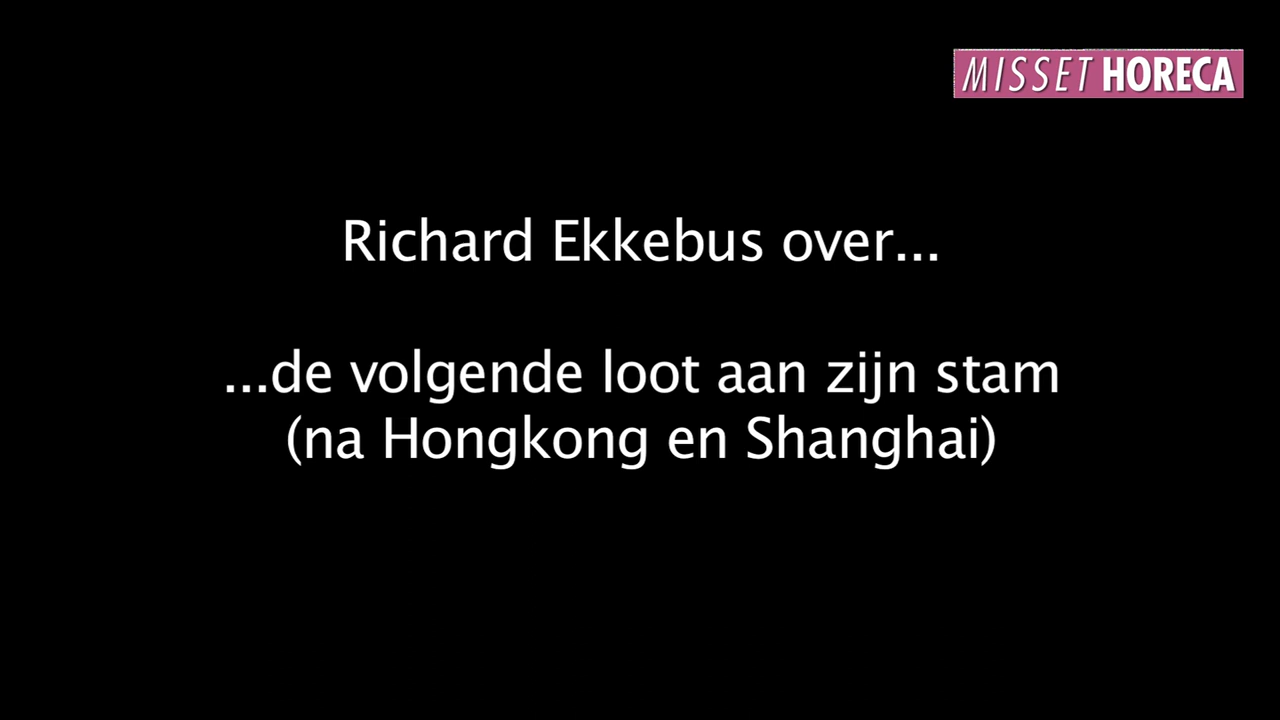 MISSET HORECA
Richard Ekkebus over...
...de volgende loot aan zijn stam
(na Hongkong en Shanghai)